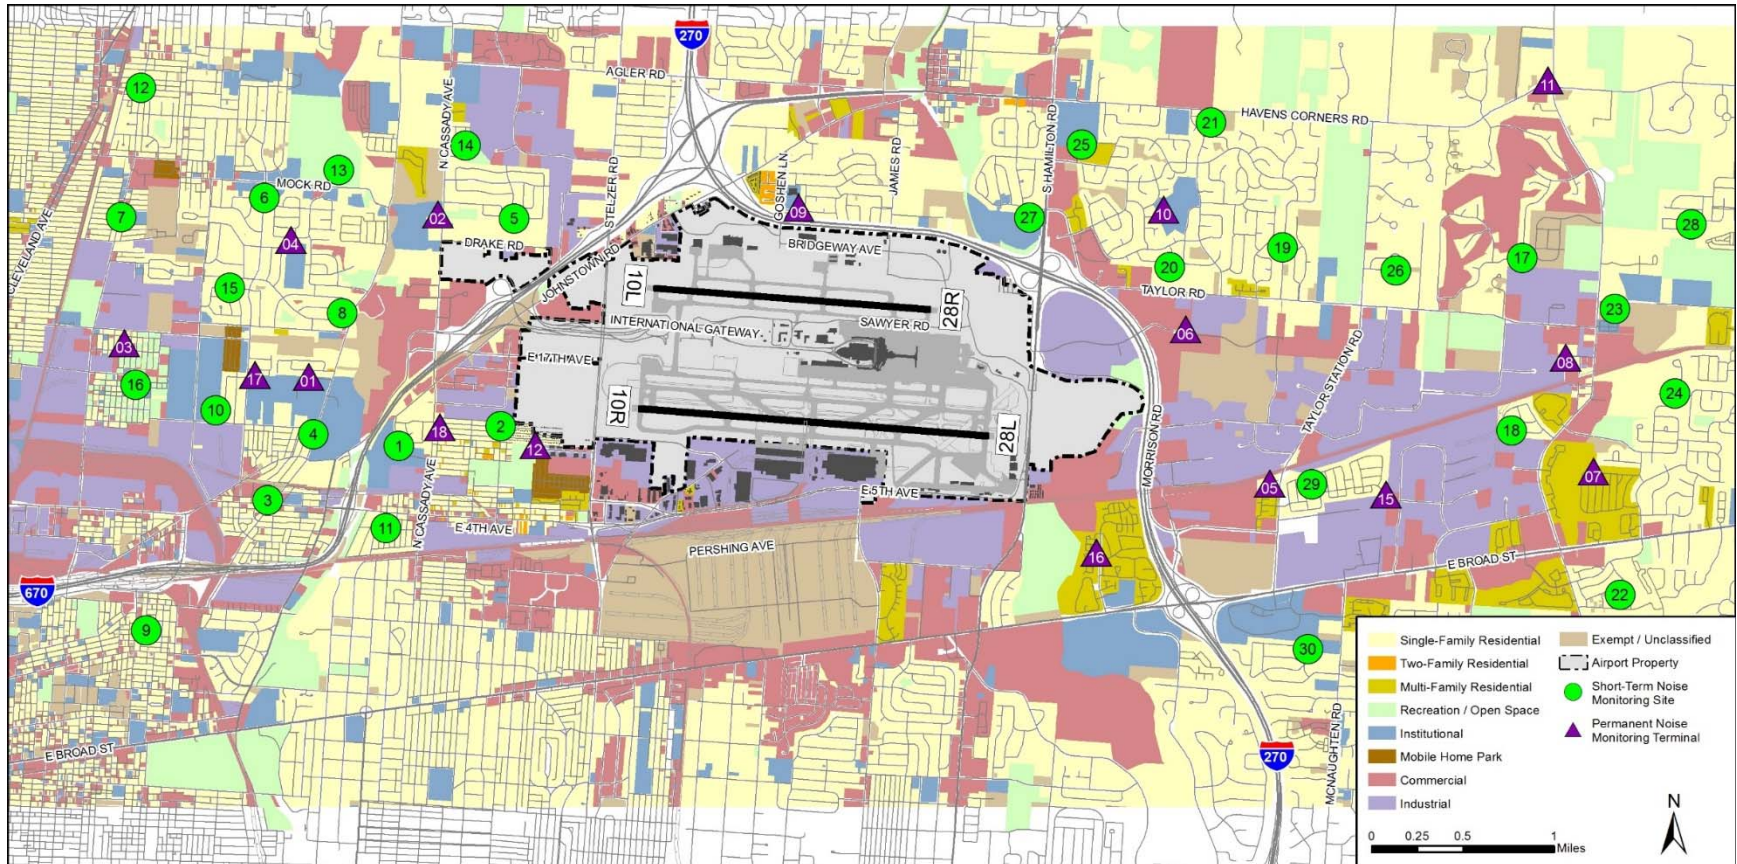 270
AGLER RD
11
12
N CASSADY AVE
HAVENS CORNERS RD
21
14
S HAMILTON RD
25
STELZER RD
GOSHEN LN
JAMES RD
13
MOCK RD
6
7
02
5
09
27
10
28
04
DRAKE RD
BRIDGEWAY AVE
19
17
CLEVELAND AVE
JOHNSTOWN RD
20
26
15
10L
28R
TAYLOR RD
8
INTERNATIONAL GATEWAY
SAWYER RD
23
06
03
E 17TH AVE
TAYLOR STATION RD
08
16
17
01
24
10
10R
4
1
18
2
28L
MORRISON RD
18
12
N CASSADY AVE
07
3
E 5TH AVE
05
29
15
11
E 4TH AVE
PERSHING AVE
16
E BROAD ST
670
22
9
30
E BROAD ST
270
MCNAUGHTEN RD
Single-Family Residential
Two-Family Residential
Multi-Family Residential
Recreation / Open Space
Institutional
Mobile Home Park
Commercial
Industrial
Exempt / Unclassified
Airport Property
Short-Term Noise
Monitoring Site
Permanent Noise
Monitoring Terminal
N
0 0.25 0.5 1
Miles